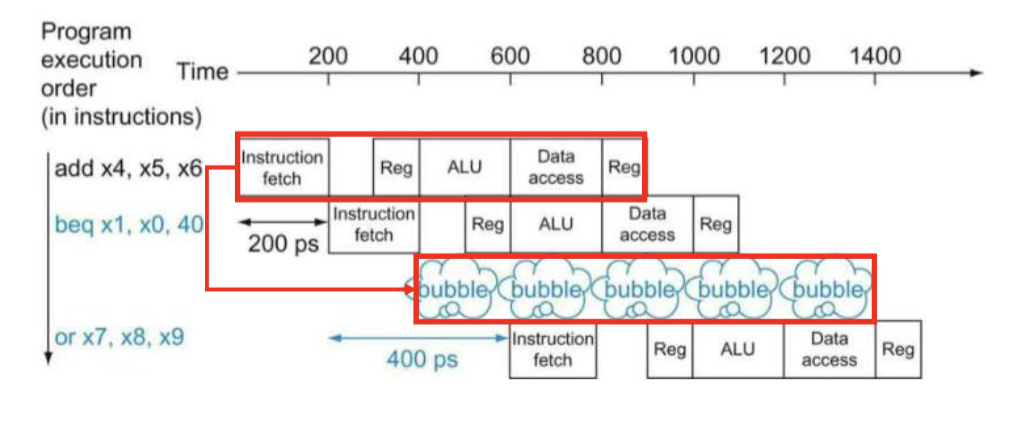 Program
execution
order
(in instructions)
Time
200 400 600 800 1000 1200 1400
add x4, x5, x6
Instruction
fetch
Reg
ALU
Data
access
Reg
beq x1, x0, 40
200 ps
Instruction
fetch
Reg
ALU
Data
access
Reg
bubble bubble bubble bubble bubble
or x7, x8, x9
400 ps
Instruction
fetch
Reg
ALU
Data
access
Reg